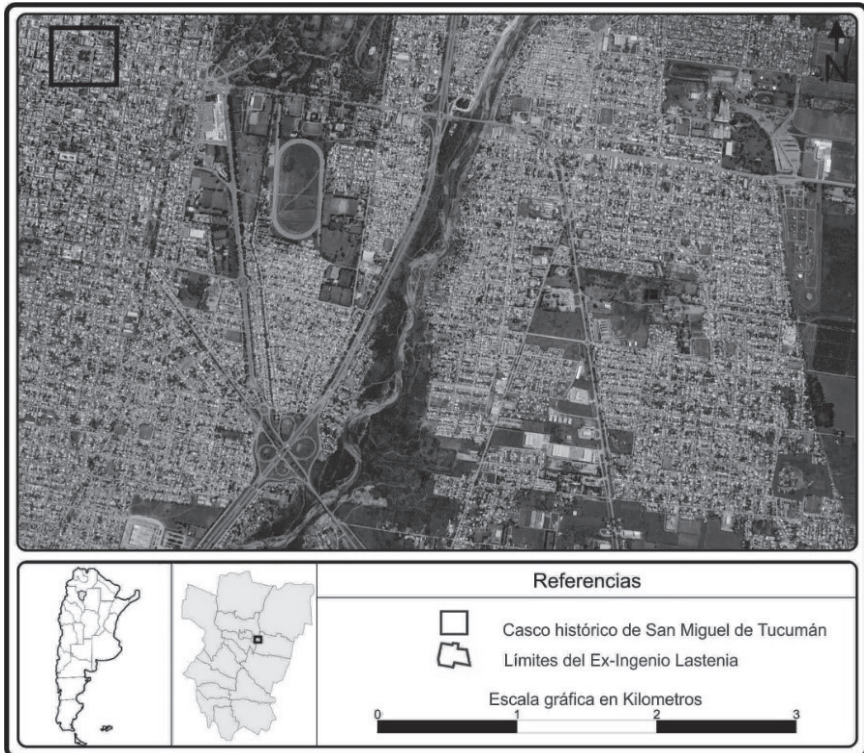 N
Referencias
Casco histórico de San Miguel de Tucumán
Límites del Ex-Ingenio Lastenia
Escala gráfica en Kilometros
0 1 2 3